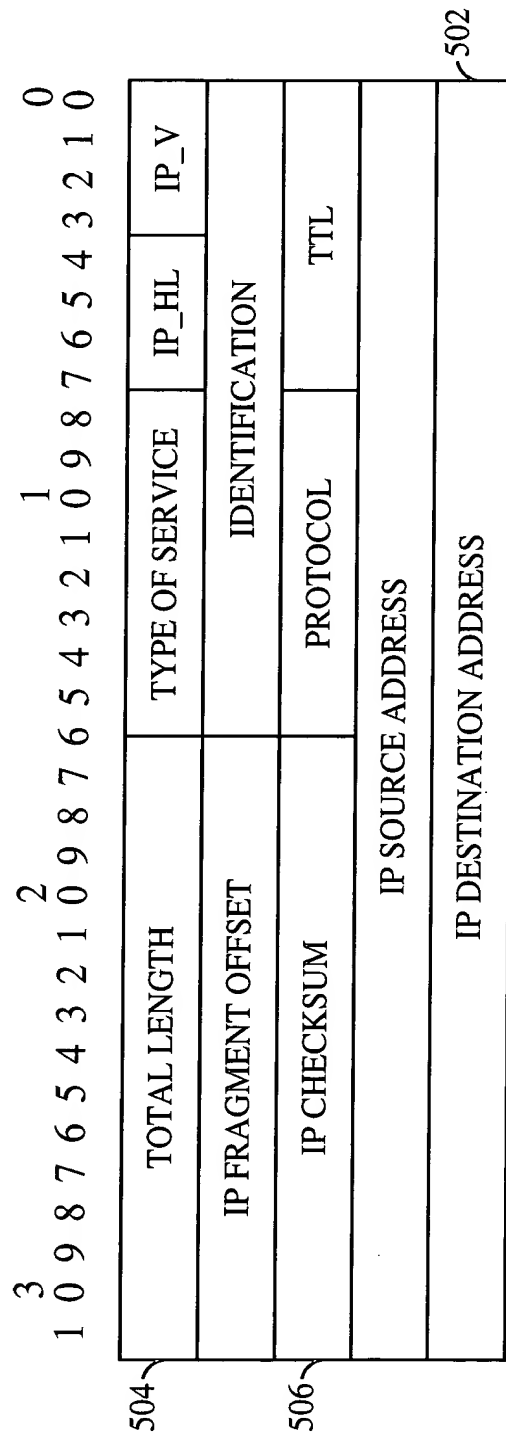 3 2 1 0
1 0 9 8 7 6 5 4 3 2 1 0 9 8 7 6 5 4 3 2 1 0 9 8 7 6 5 4 3 2 1 0
504 TOTAL LENGTH TYPE OF SERVICE IP_HL IP_V
IP FRAGMENT OFFSET IDENTIFICATION
506 IP CHECKSUM PROTOCOL TTL
IP SOURCE ADDRESS
IP DESTINATION ADDRESS 502